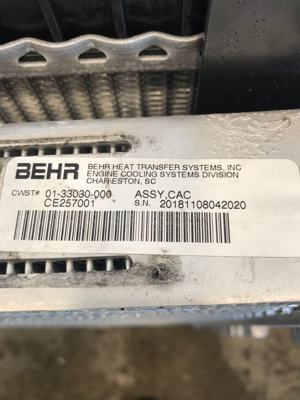 BEHR
BEHR HEAT TRANSFER SYSTEMS, INC
ENGINE COOLING SYSTEMS DIVISION
CHARLESTON, SC
CWST# 01-33030-000 ASSY,CAC
CE257001 S.N. 20181108042020